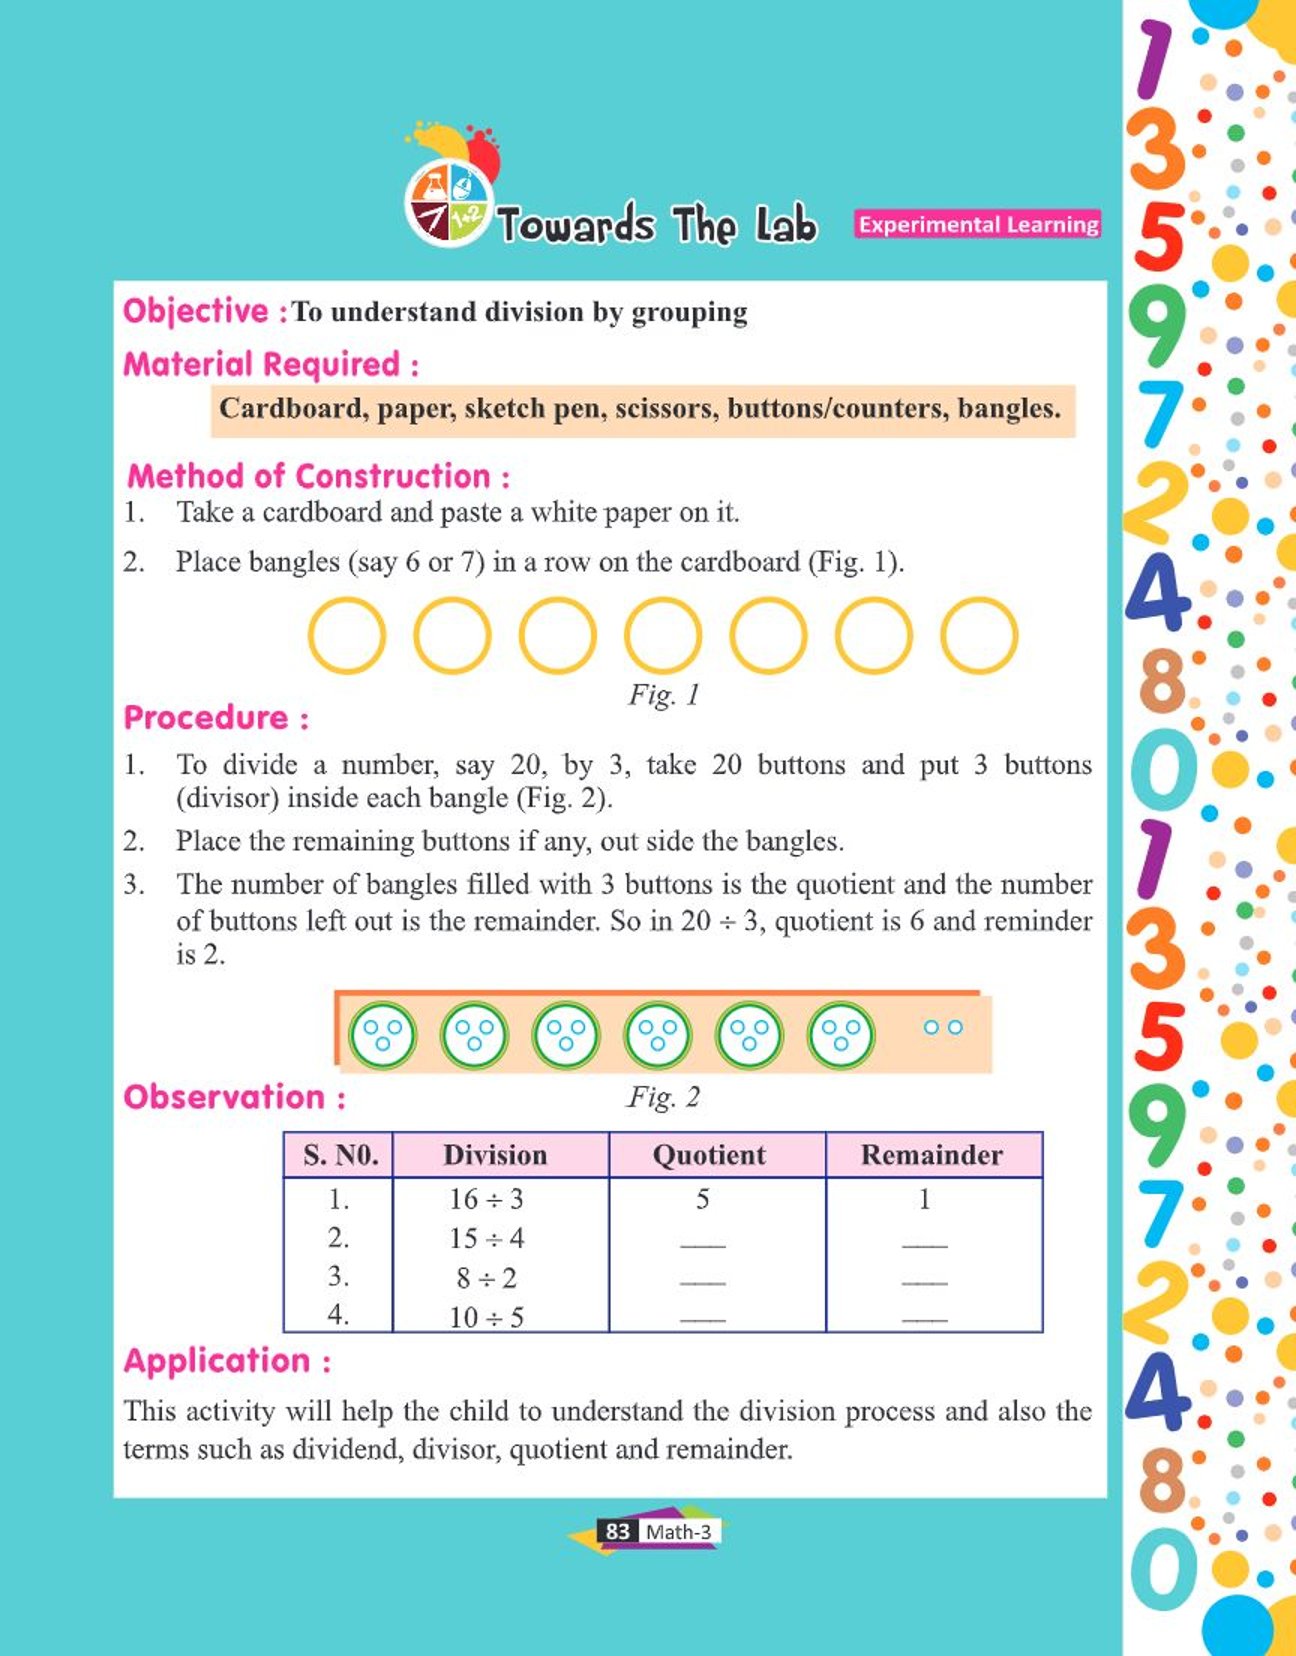 Towards The Lab
Experimental Learning
Objective : To understand division by grouping
Material Required :
Cardboard, paper, sketch pen, scissors, buttons/counters, bangles.
Method of Construction :
1. Take a cardboard and paste a white paper on it.
2. Place bangles (say 6 or 7) in a row on the cardboard (Fig. 1).
Fig. 1
Procedure :
1. To divide a number, say 20, by 3, take 20 buttons and put 3 buttons
(divisor) inside each bangle (Fig. 2).
2. Place the remaining buttons if any, out side the bangles.
3. The number of bangles filled with 3 buttons is the quotient and the number
of buttons left out is the remainder. So in 20 ÷ 3, quotient is 6 and reminder
is 2.
Fig. 2
Observation :
S. N0. Division Quotient Remainder
1. 16 ÷ 3 5 1
2. 15 ÷ 4 ___ ___
3. 8 ÷ 2 ___ ___
4. 10 ÷ 5 ___ ___
Application :
This activity will help the child to understand the division process and also the
terms such as dividend, divisor, quotient and remainder.
83 Math-3
1
3
5
9
7
2
4
8
0
1
3
5
9
7
2
4
8
0
1+2